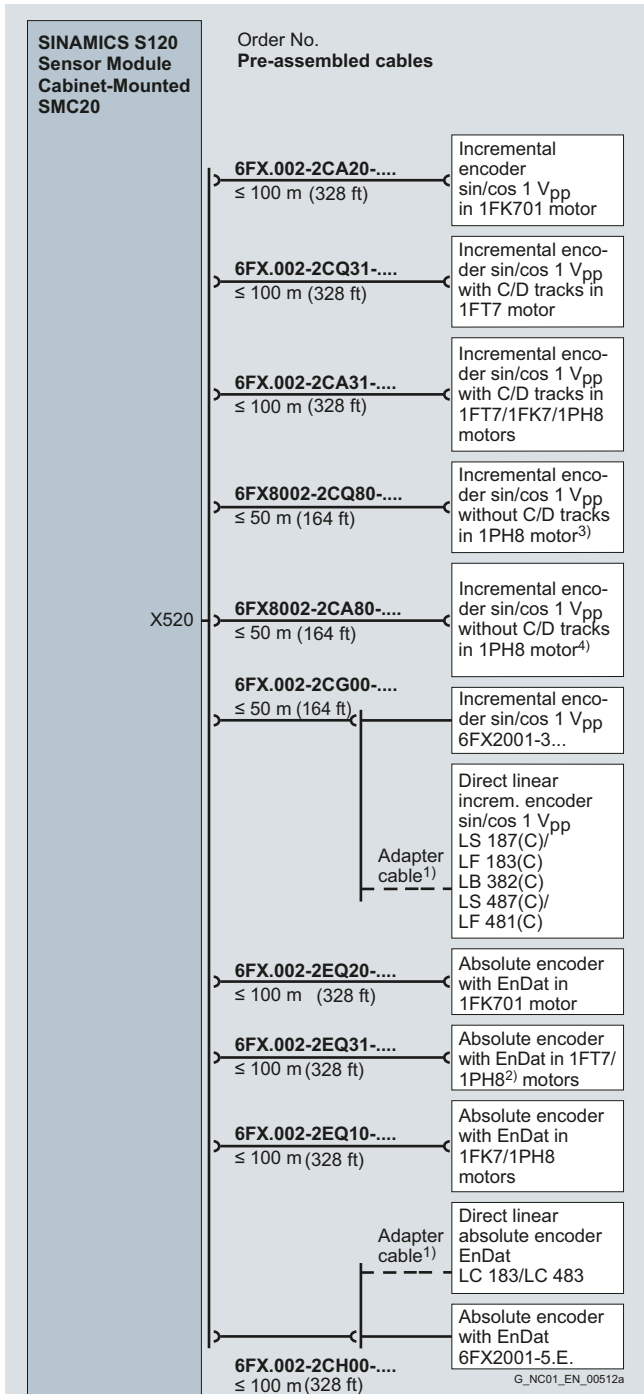 SINAMICS S120
Sensor Module
Cabinet-Mounted
SMC20
Order No.
Pre-assembled cables
6FX.002-2CA20-....
≤ 100 m (328 ft)
Incremental
encoder
sin/cos 1 Vpp
in 1FK701 motor
6FX.002-2CQ31-....
≤ 100 m (328 ft)
Incremental enco-
der sin/cos 1 Vpp
with C/D tracks in
1FT7 motor
6FX.002-2CA31-....
≤ 100 m (328 ft)
Incremental enco-
der sin/cos 1 Vpp
with C/D tracks in
1FT7/1FK7/1PH8
motors
6FX8002-2CQ80-....
≤ 50 m (164 ft)
Incremental enco-
der sin/cos 1 Vpp
without C/D tracks
in 1PH8 motor3)
X520
6FX8002-2CA80-....
≤ 50 m (164 ft)
Incremental enco-
der sin/cos 1 Vpp
without C/D tracks
in 1PH8 motor4)
6FX.002-2CG00-....
≤ 50 m (164 ft)
Incremental enco-
der sin/cos 1 Vpp
6FX2001-3...
Adapter
cable1)
Direct linear
increm. encoder
sin/cos 1 Vpp
LS 187(C)/
LF 183(C)
LB 382(C)
LS 487(C)/
LF 481(C)
6FX.002-2EQ20-....
≤ 100 m (328 ft)
Absolute encoder
with EnDat in
1FK701 motor
6FX.002-2EQ31-....
≤ 100 m (328 ft)
Absolute encoder
with EnDat in 1FT7/
1PH82) motors
6FX.002-2EQ10-....
≤ 100 m (328 ft)
Absolute encoder
with EnDat in
1FK7/1PH8
motors
Adapter
cable1)
Direct linear
absolute encoder
EnDat
LC 183/LC 483
6FX.002-2CH00-....
≤ 100 m (328 ft)
Absolute encoder
with EnDat
6FX2001-5.E.
G_NC01_EN_00512a